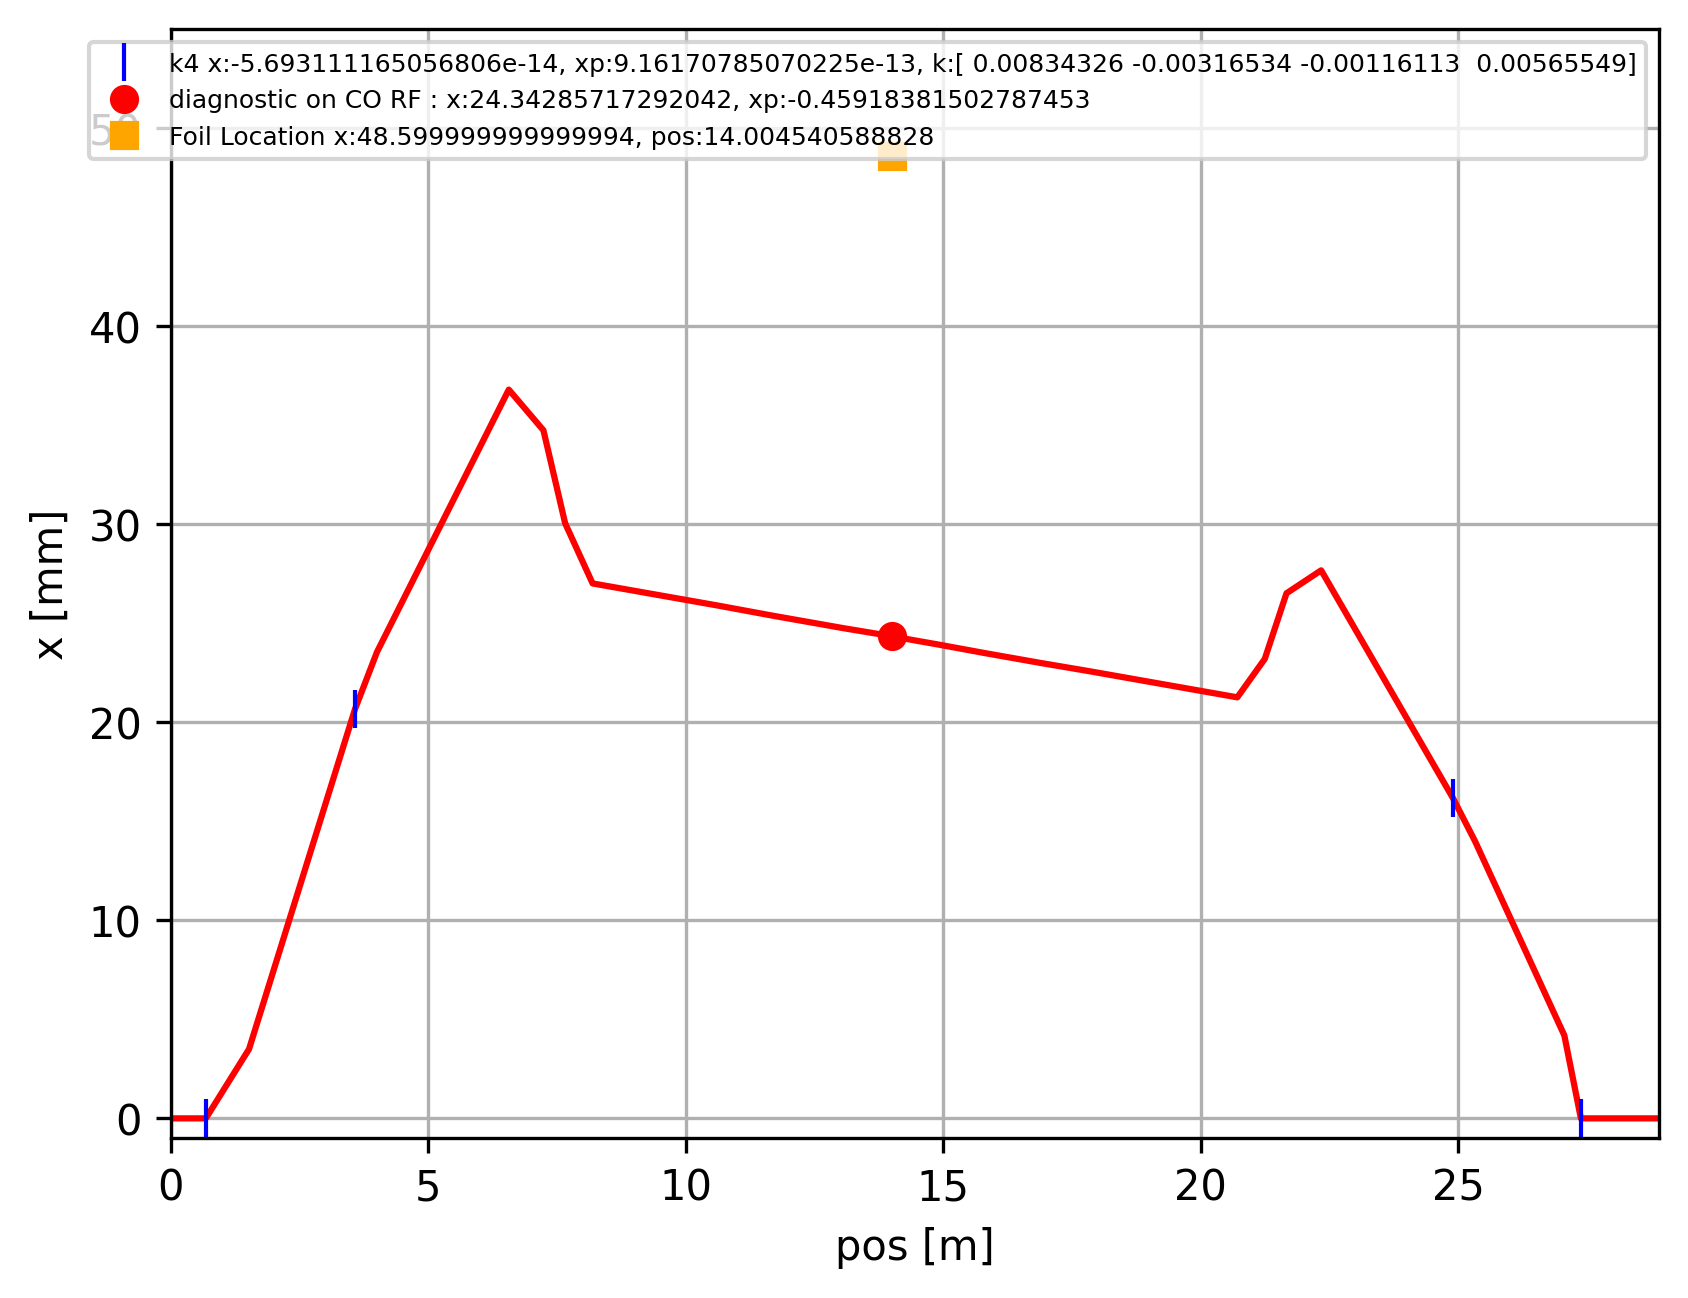 k4 x:-5.693111165056806e-14, xp:9.16170785070225e-13, k:[ 0.00834326 -0.00316534 -0.00116113  0.00565549]
diagnostic on CO RF : x:24.34285717292042, xp:-0.45918381502787453
Foil Location x:48.599999999999994, pos:14.004540588828
50
40
30
20
10
0
x [mm]
0 5 10 15 20 25
pos [m]